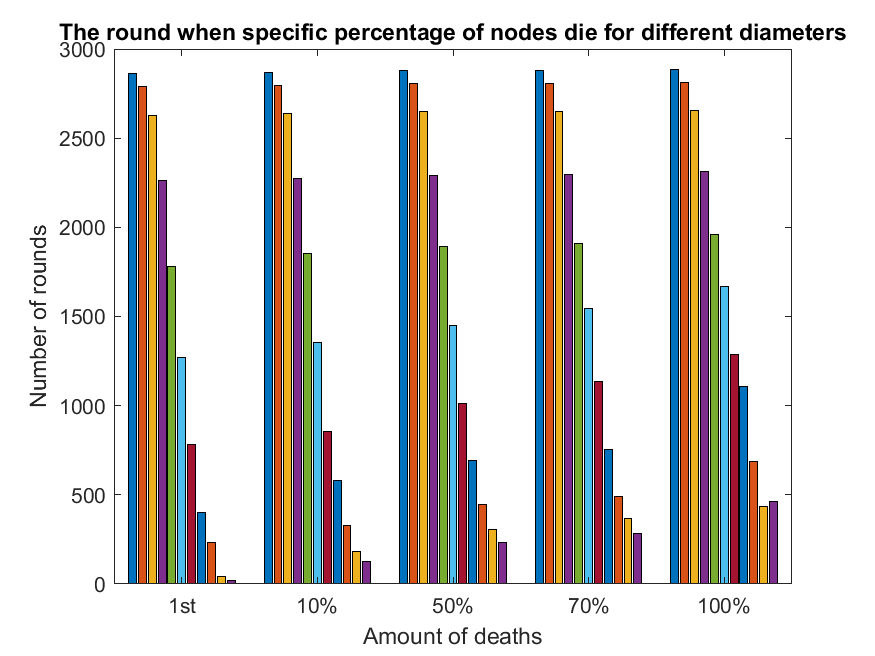 The round when specific percentage of nodes die for different diameters
3000
2500
2000
1500
1000
500
0
Number of rounds
1st 10% 50% 70% 100%
Amount of deaths